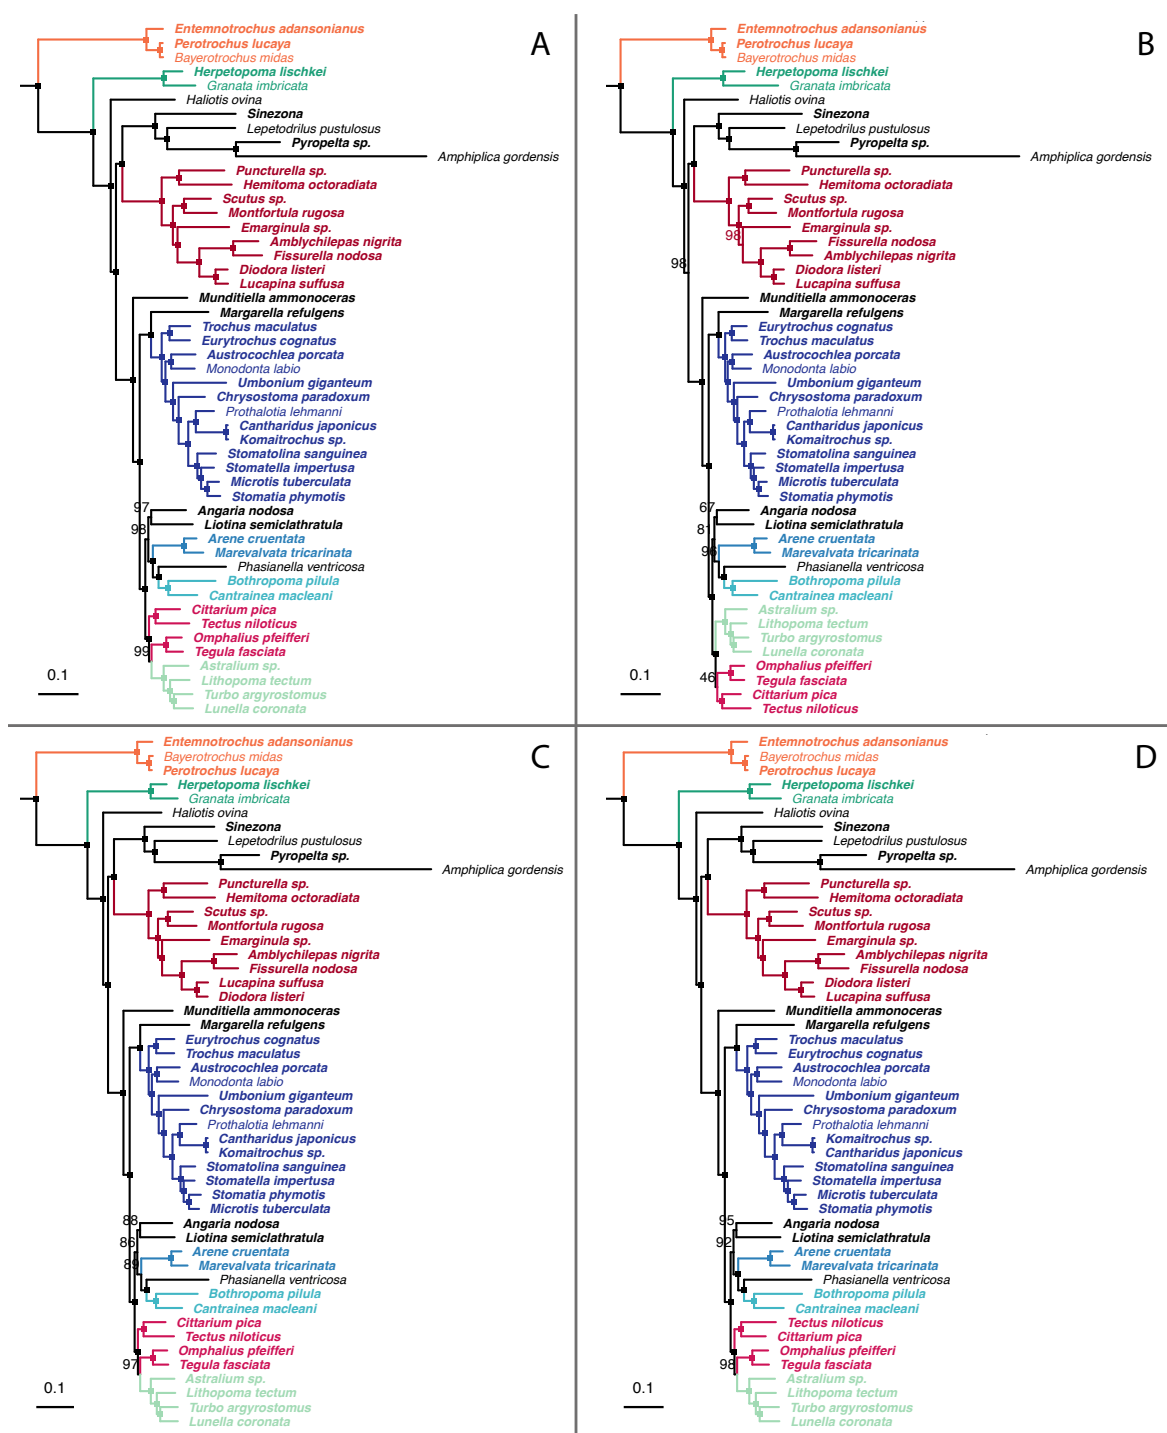 A
Entemnotrochus adansonianus
Perotrochus lucaya
Bayerotrochus midas
Herpetopoma lischkei
Granata imbricata
Haliotis ovina
Sinezona
Lepetodrilus pustulosus
Pyropelta sp.
Amphiplica gordensis
Puncturella sp.
Hemitoma octoradiata
Scutus sp.
Montfortula rugosa
Emarginula sp.
Amblychilepas nigrita
Fissurella nodosa
Diodora listeri
Lucapina suffusa
Munditiella ammonoceras
Margarella refulgens
Trochus maculatus
Eurytrochus cognatus
Austrocochlea porcata
Monodonta labio
Umbonium giganteum
Chrysostoma paradoxum
Prothalotia lehmanni
Cantharidus japonicus
Komaitrochus sp.
Stomatolina sanguinea
Stomatella impertusa
Microtis tuberculata
Stomatia phymotis
97
Angaria nodosa
98
Liotina semiclathratula
Arene cruentata
Marevalvata tricarinata
Phasianella ventricosa
Bothropoma pilula
Cantrainea macleani
Cittarium pica
Tectus niloticus
Omphalius pfeifferi
99
Tegula fasciata
Astralium sp.
0.1
Lithopoma tectum
Turbo argyrostomus
Lunella coronata
B
Entemnotrochus adansonianus
Perotrochus lucaya
Bayerotrochus midas
Herpetopoma lischkei
Granata imbricata
Haliotis ovina
Sinezona
Lepetodrilus pustulosus
Pyropelta sp.
Amphiplica gordensis
Puncturella sp.
Hemitoma octoradiata
Scutus sp.
Montfortula rugosa
Emarginula sp.
98
Fissurella nodosa
Amblychilepas nigrita
98
Diodora listeri
Lucapina suffusa
Munditiella ammonoceras
Margarella refulgens
Eurytrochus cognatus
Trochus maculatus
Austrocochlea porcata
Monodonta labio
Umbonium giganteum
Chrysostoma paradoxum
Prothalotia lehmanni
Cantharidus japonicus
Komaitrochus sp.
Stomatolina sanguinea
Stomatella impertusa
Microtis tuberculata
Stomatia phymotis
67
Angaria nodosa
81
Liotina semiclathratula
Arene cruentata
96
Marevalvata tricarinata
Phasianella ventricosa
Bothropoma pilula
Cantrainea macleani
Astralium sp.
Lithopoma tectum
Turbo argyrostomus
Lunella coronata
Omphalius pfeifferi
46
Tegula fasciata
0.1
Cittarium pica
Tectus niloticus
C
Entemnotrochus adansonianus
Bayerotrochus midas
Perotrochus lucaya
Herpetopoma lischkei
Granata imbricata
Haliotis ovina
Sinezona
Lepetodrilus pustulosus
Pyropelta sp.
Amphiplica gordensis
Puncturella sp.
Hemitoma octoradiata
Scutus sp.
Montfortula rugosa
Emarginula sp.
Amblychilepas nigrita
Fissurella nodosa
Lucapina suffusa
Diodora listeri
Munditiella ammonoceras
Margarella refulgens
Eurytrochus cognatus
Trochus maculatus
Austrocochlea porcata
Monodonta labio
Umbonium giganteum
Chrysostoma paradoxum
Prothalotia lehmanni
Cantharidus japonicus
Komaitrochus sp.
Stomatolina sanguinea
Stomatella impertusa
Stomatia phymotis
Microtis tuberculata
88
Angaria nodosa
86
Liotina semiclathratula
Arene cruentata
89
Marevalvata tricarinata
Phasianella ventricosa
Bothropoma pilula
Cantrainea macleani
Cittarium pica
Tectus niloticus
Omphalius pfeifferi
97
Tegula fasciata
Astralium sp.
0.1
Lithopoma tectum
Turbo argyrostomus
Lunella coronata
D
Entemnotrochus adansonianus
Bayerotrochus midas
Perotrochus lucaya
Herpetopoma lischkei
Granata imbricata
Haliotis ovina
Sinezona
Lepetodrilus pustulosus
Pyropelta sp.
Amphiplica gordensis
Puncturella sp.
Hemitoma octoradiata
Scutus sp.
Montfortula rugosa
Emarginula sp.
Amblychilepas nigrita
Fissurella nodosa
Diodora listeri
Lucapina suffusa
Munditiella ammonoceras
Margarella refulgens
Trochus maculatus
Eurytrochus cognatus
Austrocochlea porcata
Monodonta labio
Umbonium giganteum
Chrysostoma paradoxum
Prothalotia lehmanni
Komaitrochus sp.
Cantharidus japonicus
Stomatolina sanguinea
Stomatella impertusa
Microtis tuberculata
Stomatia phymotis
95
Angaria nodosa
92
Liotina semiclathratula
Arene cruentata
Marevalvata tricarinata
Phasianella ventricosa
Bothropoma pilula
Cantrainea macleani
Tectus niloticus
Cittarium pica
Omphalius pfeifferi
98
Tegula fasciata
Astralium sp.
0.1
Lithopoma tectum
Turbo argyrostomus
Lunella coronata